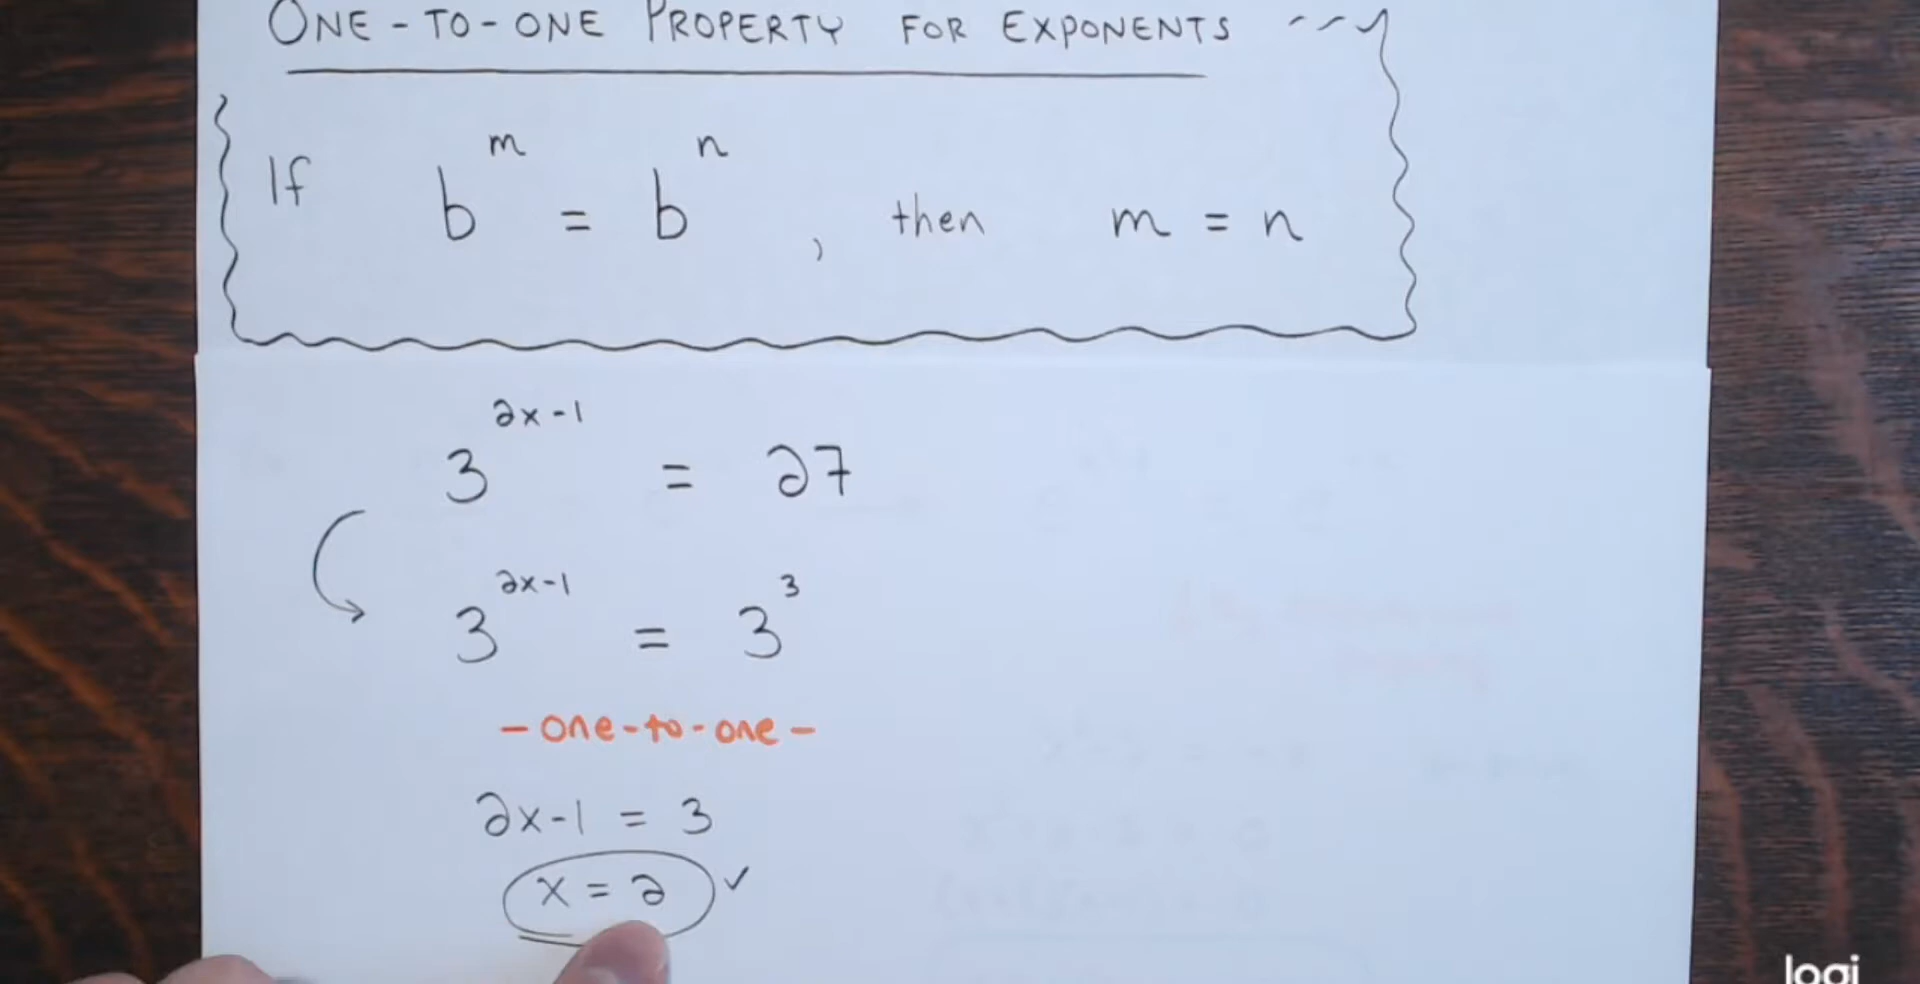 ONE-TO-ONE PROPERTY FOR EXPONENTS
If b^m = b^n, then m = n
3^(2x-1) = 27
3^(2x-1) = 3^3
- one-to-one -
2x-1 = 3
x = 2 ✓
logi